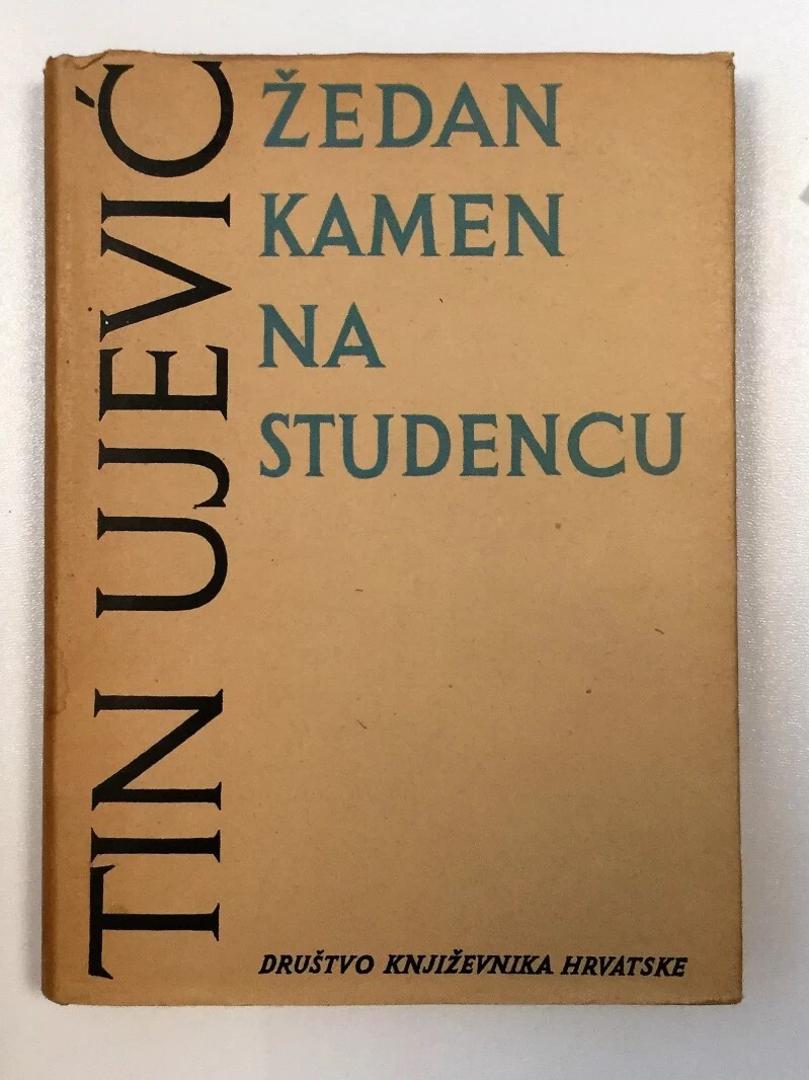 TIN UJEVIĆ
ŽEDAN
KAMEN
NA
STUDENCU
DRUŠTVO KNJIŽEVNIKA HRVATSKE